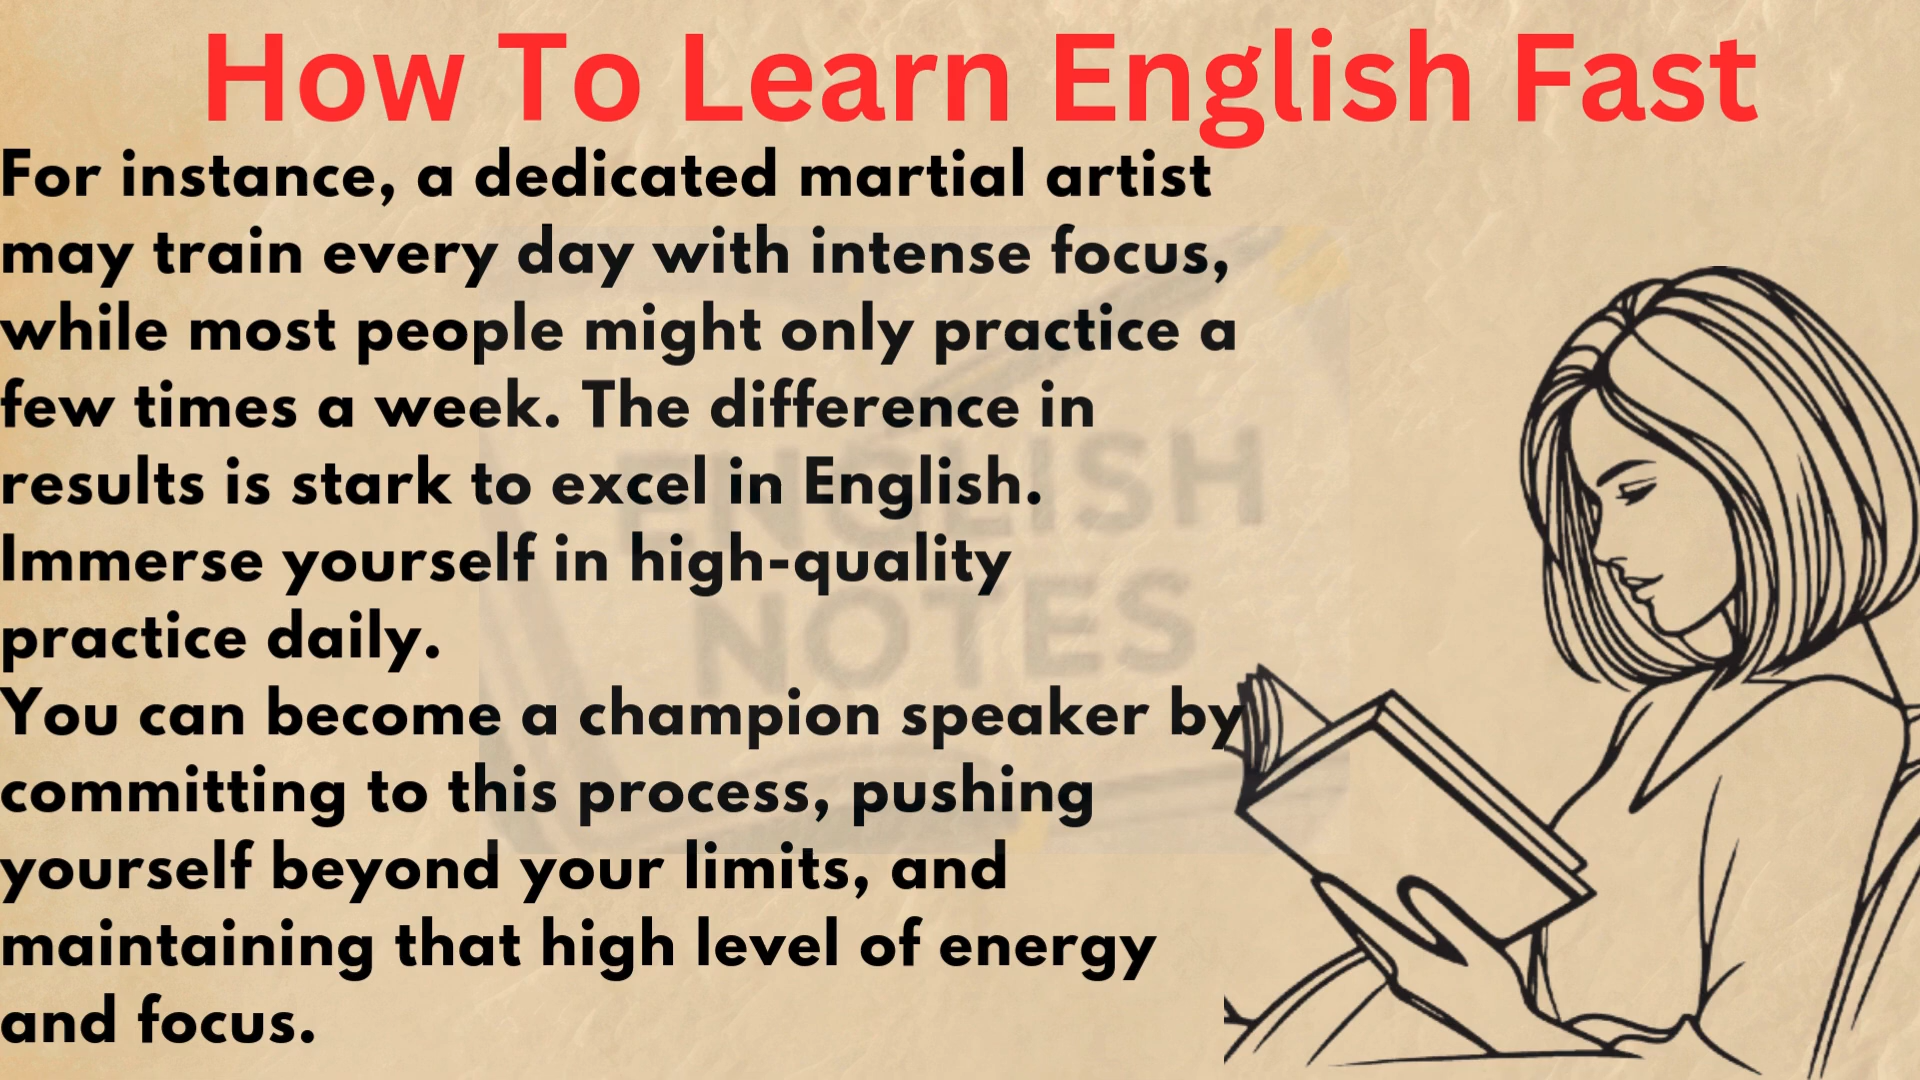 How To Learn English Fast
For instance, a dedicated martial artist
may train every day with intense focus,
while most people might only practice a
few times a week. The difference in
results is stark to excel in English.
Immerse yourself in high-quality
practice daily.
You can become a champion speaker by
committing to this process, pushing
yourself beyond your limits, and
maintaining that high level of energy
and focus.
ENGLISH
NOTES